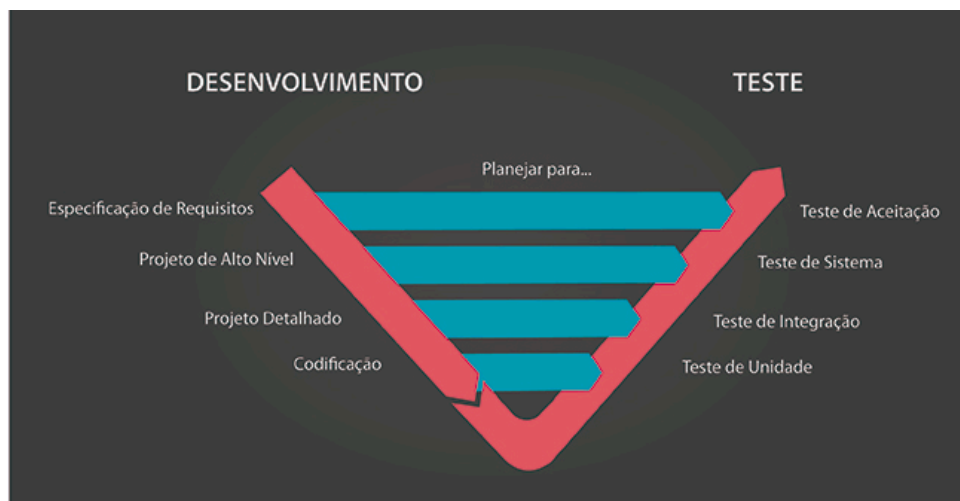 DESENVOLVIMENTO
TESTE
Planejar para...
Especificação de Requisitos
Teste de Aceitação
Projeto de Alto Nível
Teste de Sistema
Projeto Detalhado
Teste de Integração
Codificação
Teste de Unidade